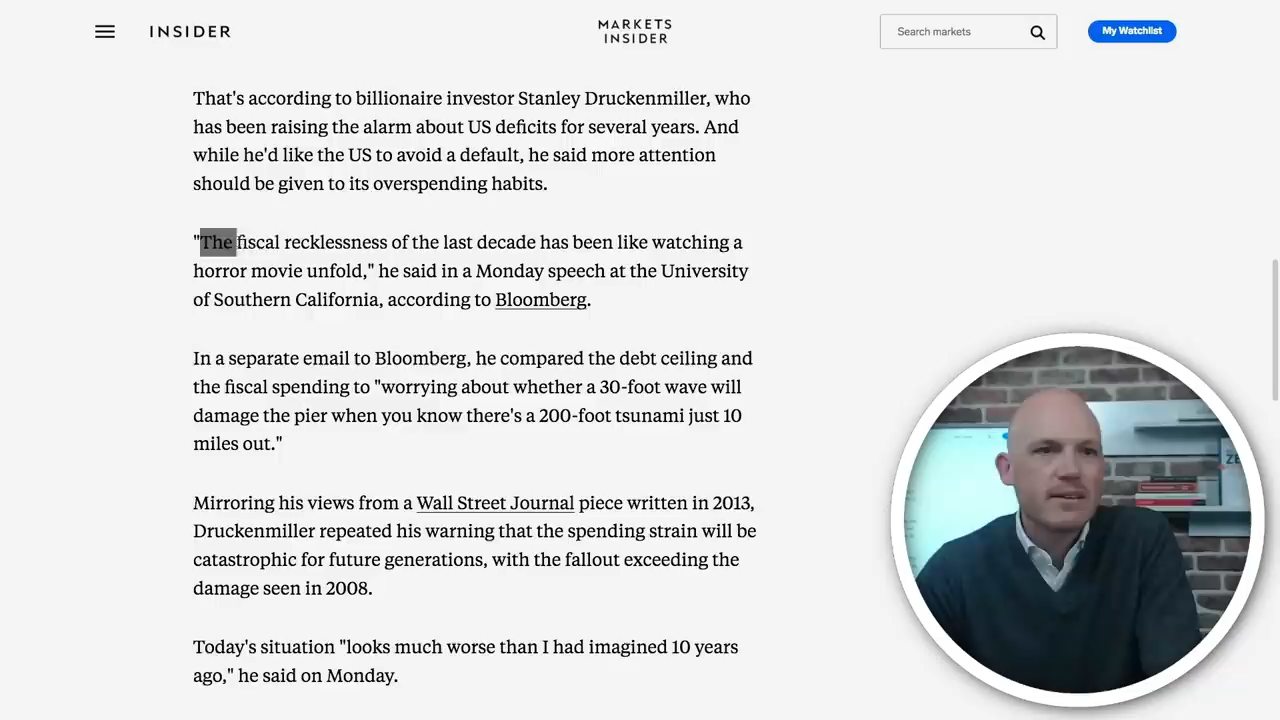 INSIDER
MARKETS
INSIDER
Search markets
My Watchlist
That's according to billionaire investor Stanley Druckenmiller, who
has been raising the alarm about US deficits for several years. And
while he'd like the US to avoid a default, he said more attention
should be given to its overspending habits.
"The fiscal recklessness of the last decade has been like watching a
horror movie unfold," he said in a Monday speech at the University
of Southern California, according to Bloomberg.
In a separate email to Bloomberg, he compared the debt ceiling and
the fiscal spending to "worrying about whether a 30-foot wave will
damage the pier when you know there's a 200-foot tsunami just 10
miles out."
Mirroring his views from a Wall Street Journal piece written in 2013,
Druckenmiller repeated his warning that the spending strain will be
catastrophic for future generations, with the fallout exceeding the
damage seen in 2008.
Today's situation "looks much worse than I had imagined 10 years
ago," he said on Monday.